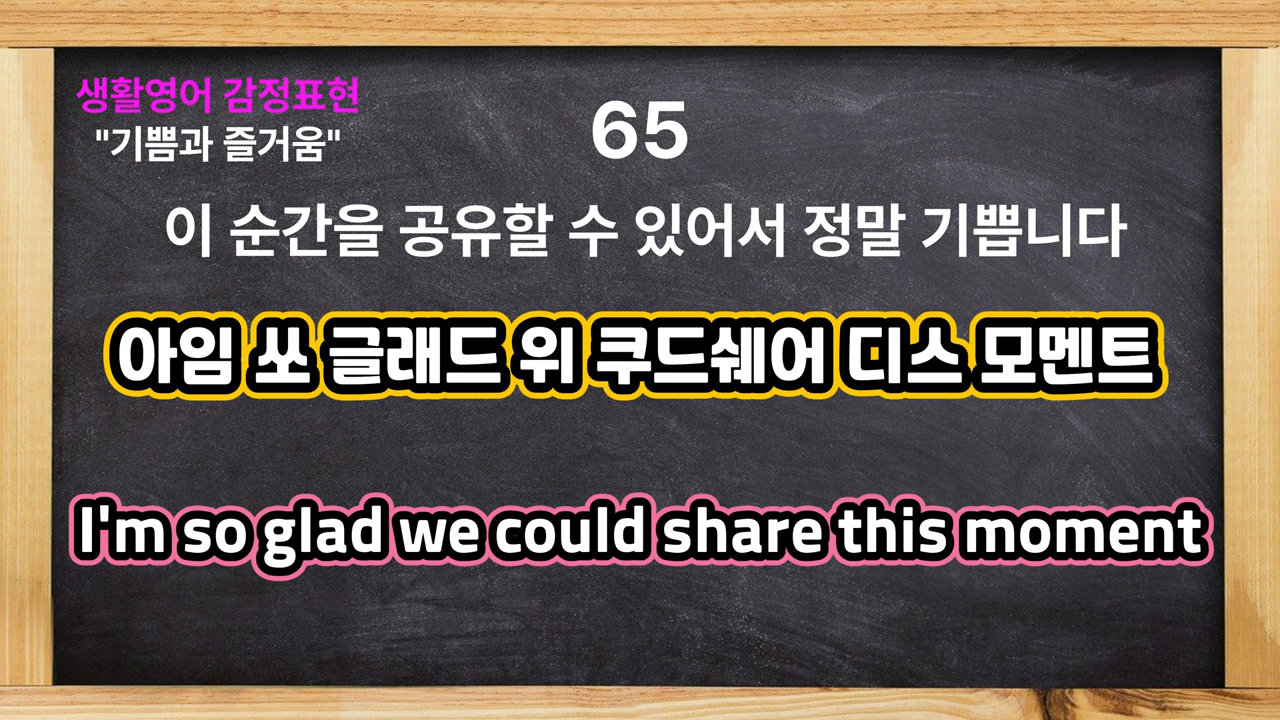 생활영어 감정표현
"기쁨과 즐거움"
65
이 순간을 공유할 수 있어서 정말 기쁩니다
아임 쏘 글래드 위 쿠드쉐어 디스 모멘트
I'm so glad we could share this moment